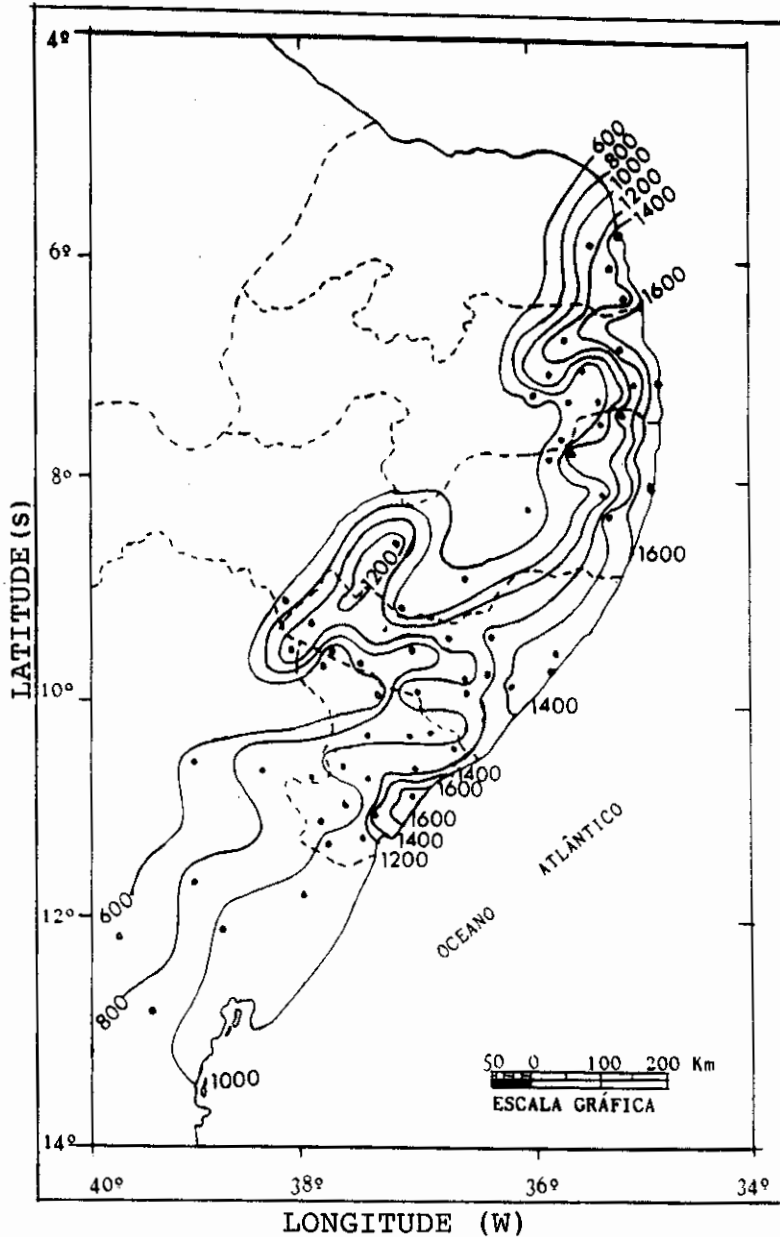 4º
600
800
1000
1200
1400
6º
1600
8º
1200
1600
LATITUDE (S)
10º
1400
1400
1600
1600
1400
1200
ATLÂNTICO
600
12º
OCEANO
800
1000
50 0 100 200 Km
ESCALA GRÁFICA
14º
40º 38º 36º 34º
LONGITUDE (W)